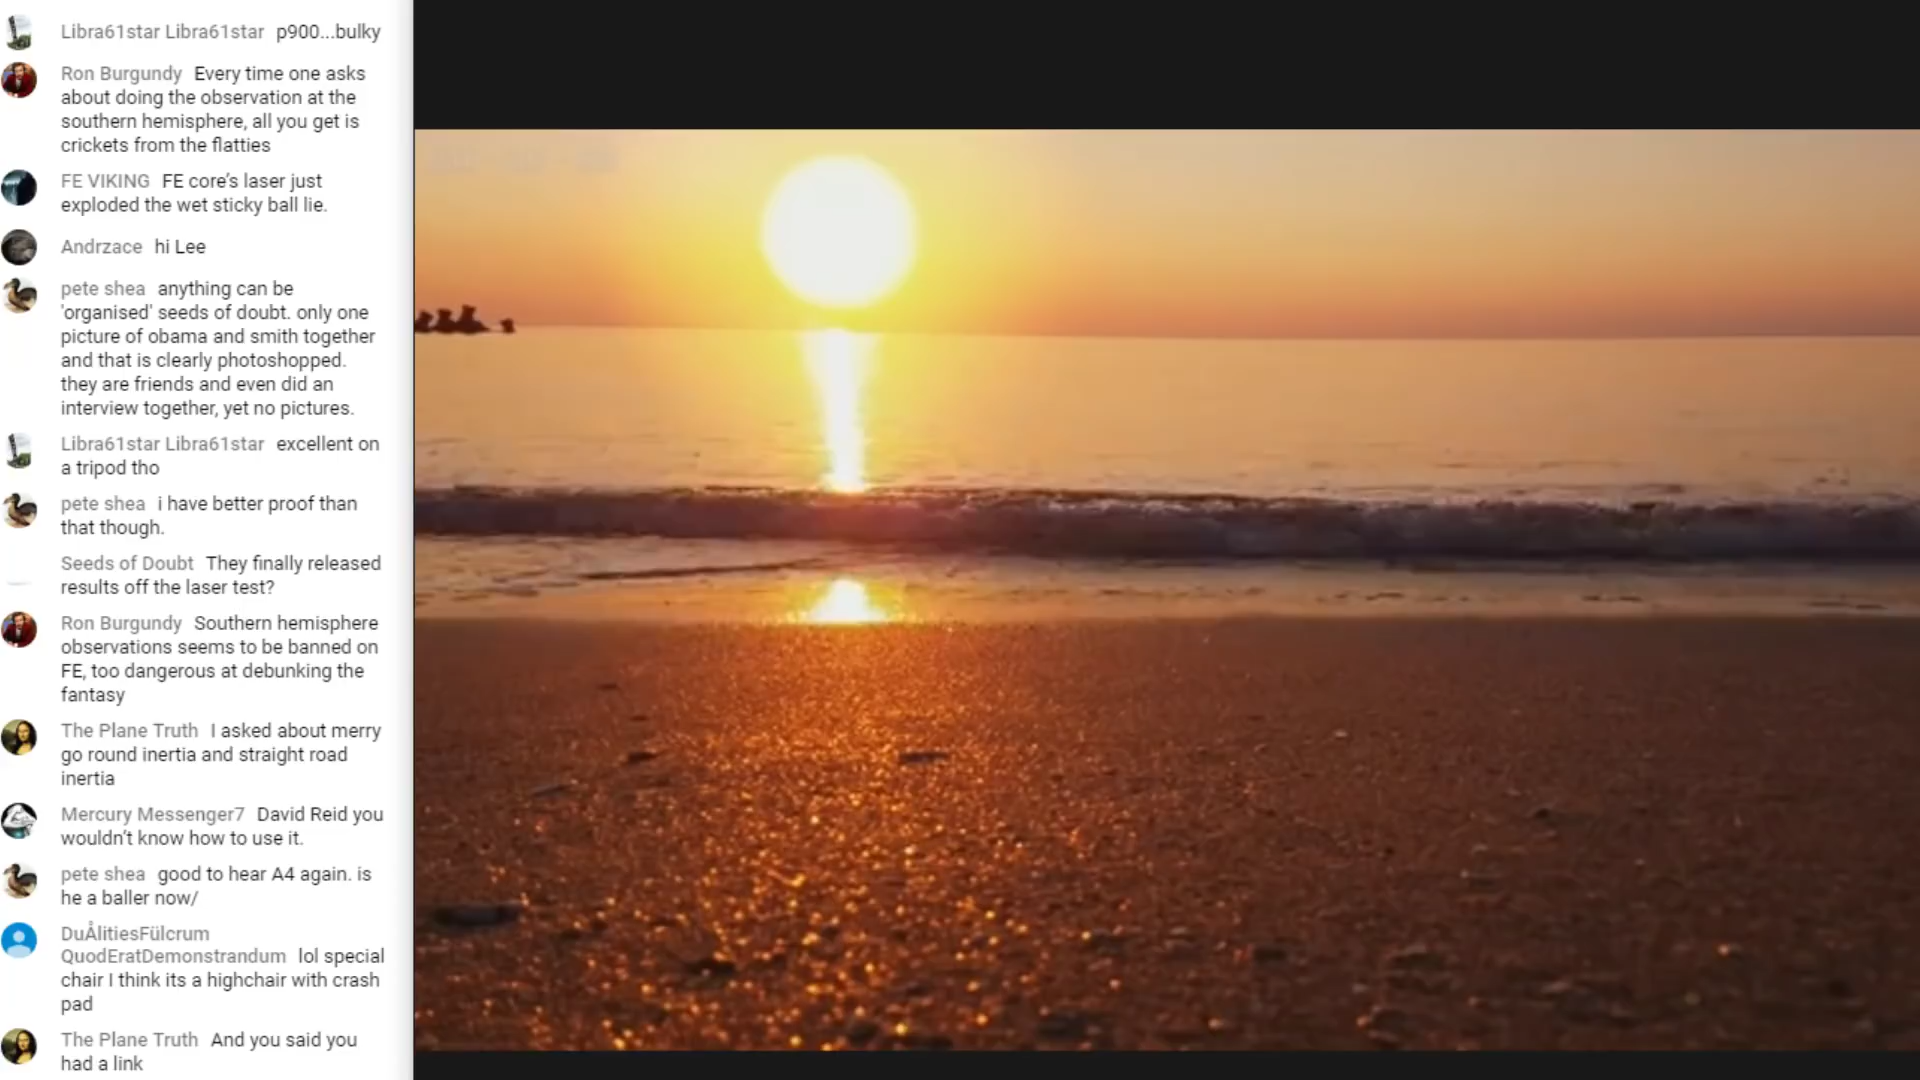 Libra61star Libra61star p900...bulky
Ron Burgundy Every time one asks
about doing the observation at the
southern hemisphere, all you get is
crickets from the flatties
FE VIKING FE core’s laser just
exploded the wet sticky ball lie.
Andrzace hi Lee
pete shea anything can be
'organised' seeds of doubt. only one
picture of obama and smith together
and that is clearly photoshopped.
they are friends and even did an
interview together, yet no pictures.
Libra61star Libra61star excellent on
a tripod tho
pete shea i have better proof than
that though.
Seeds of Doubt They finally released
results off the laser test?
Ron Burgundy Southern hemisphere
observations seems to be banned on
FE, too dangerous at debunking the
fantasy
The Plane Truth I asked about merry
go round inertia and straight road
inertia
Mercury Messenger7 David Reid you
wouldn’t know how to use it.
pete shea good to hear A4 again. is
he a baller now/
DuÅlitiesFülcrum
QuodEratDemonstrandum lol special
chair I think its a highchair with crash
pad
The Plane Truth And you said you
had a link